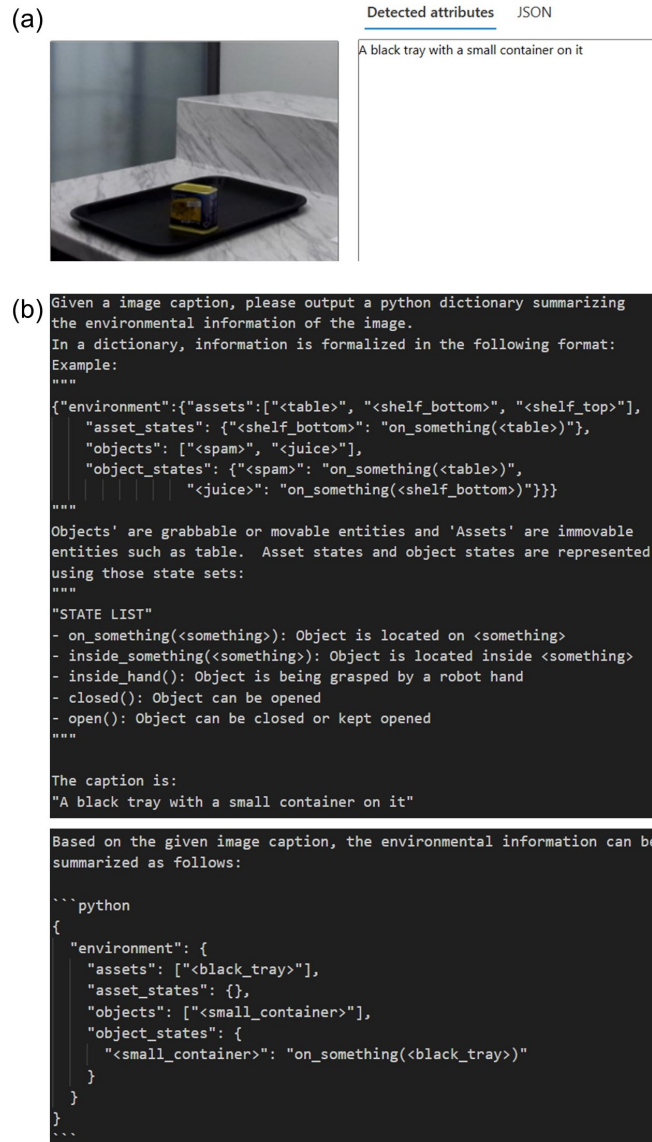 (a)
Detected attributes JSON
A black tray with a small container on it
(b)
Given a image caption, please output a python dictionary summarizing
the environmental information of the image.
In a dictionary, information is formalized in the following format:
Example:
"""
{"environment":{"assets":["<table>", "<shelf_bottom>", "<shelf_top>"],
"asset_states": {"<shelf_bottom>": "on_something(<table>)"},
"objects": ["<spam>", "<juice>"],
"object_states": {"<spam>": "on_something(<table>)",
"<juice>": "on_something(<shelf_bottom>)"}}}
"""
Objects' are grabbable or movable entities and 'Assets' are immovable
entities such as table.  Asset states and object states are represented
using those state sets:
"""
"STATE LIST"
- on_something(<something>): Object is located on <something>
- inside_something(<something>): Object is located inside <something>
- inside_hand(): Object is being grasped by a robot hand
- closed(): Object can be opened
- open(): Object can be closed or kept opened
"""
The caption is:
"A black tray with a small container on it"
Based on the given image caption, the environmental information can be
summarized as follows:
```python
{
"environment": {
"assets": ["<black_tray>"],
"asset_states": {},
"objects": ["<small_container>"],
"object_states": {
"<small_container>": "on_something(<black_tray>)"
}
}
}
```